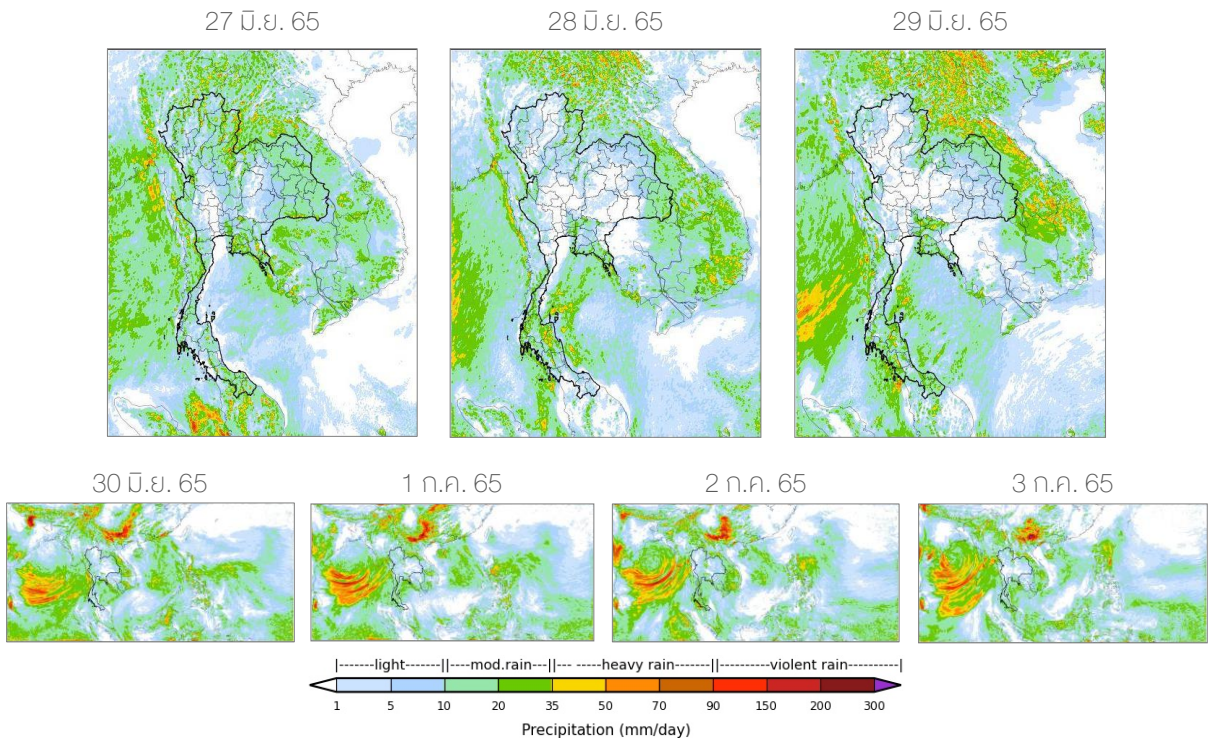 27 มิ.ย. 65
28 มิ.ย. 65
29 มิ.ย. 65
30 มิ.ย. 65
1 ก.ค. 65
2 ก.ค. 65
3 ก.ค. 65
|-------light-------||----mod.rain---||--- -----heavy rain-------||----------violent rain----------|
1 5 10 20 35 50 70 90 150 200 300
Precipitation (mm/day)